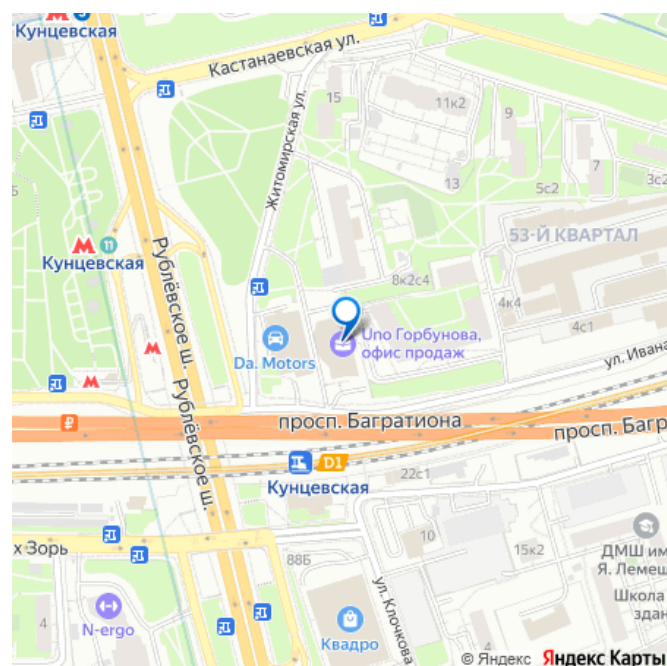 Кунцевская
Кастанаевская ул.
15
11к2
9
7
Житомирская ул.
13
5с2
3с2
11
Кунцевская
53-Й КВАРТАЛ
Рублёвское ш.
8к2с4
4к4
4с1
Uno Горбунова,
офис продаж
Da. Motors
ул. Ивана
М
М
Рублёвское ш.
₽
просп. Багратиона
просп. Багр
D1
Кунцевская
22с1
х Зорь
10
88Б
15к2
ДМШ им
Я. Лемеш
Школа
здан
ул. Клочкова
4
N-ergo
Квадро
© Яндекс Яндекс Карты